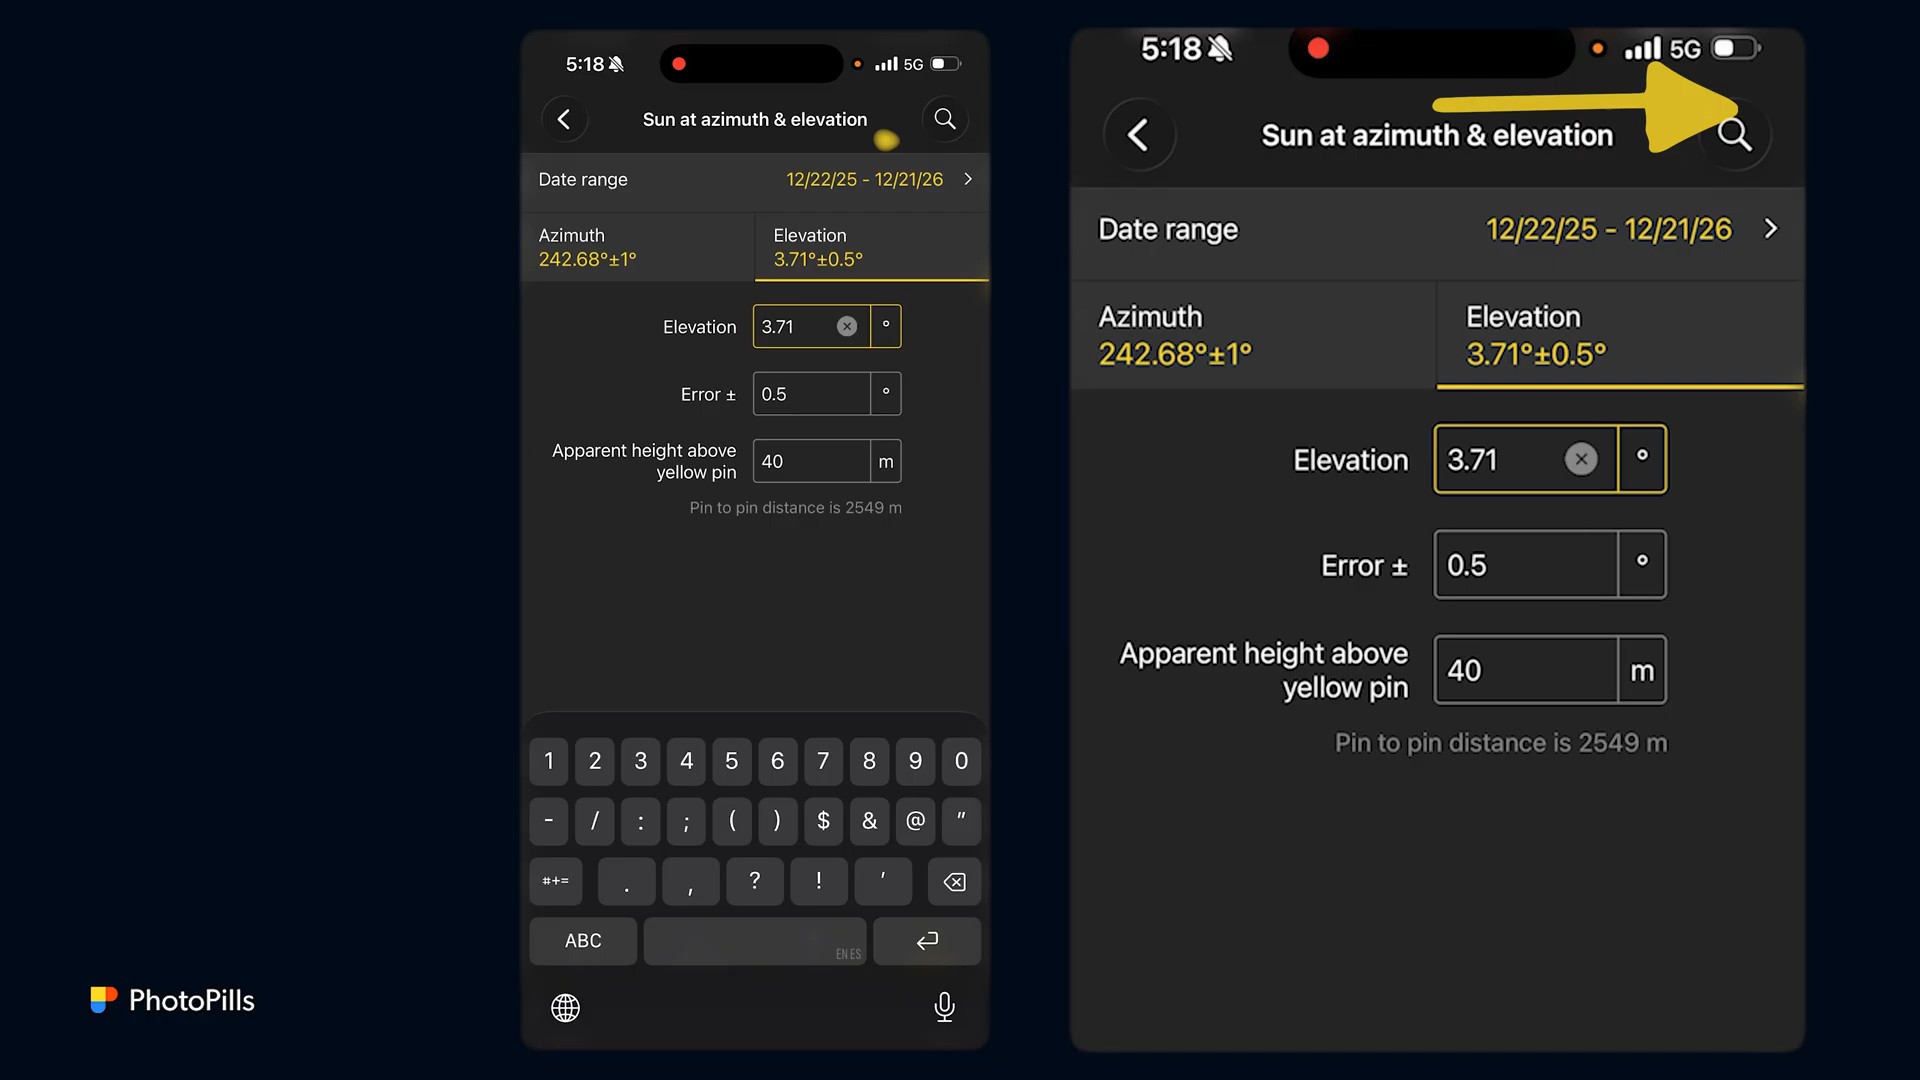 5:18
5G
Sun at azimuth & elevation
Date range
12/22/25 - 12/21/26
Azimuth
242.68°±1°
Elevation
3.71°±0.5°
Elevation
3.71
°
Error ±
0.5
°
Apparent height above
yellow pin
40
m
Pin to pin distance is 2549 m
1 2 3 4 5 6 7 8 9 0
- / : ; ( ) $ & @ "
#+= . , ? ! '
ABC
EN ES
5:18
5G
Sun at azimuth & elevation
Date range
12/22/25 - 12/21/26
Azimuth
242.68°±1°
Elevation
3.71°±0.5°
Elevation
3.71
°
Error ±
0.5
°
Apparent height above
yellow pin
40
m
Pin to pin distance is 2549 m
PhotoPills